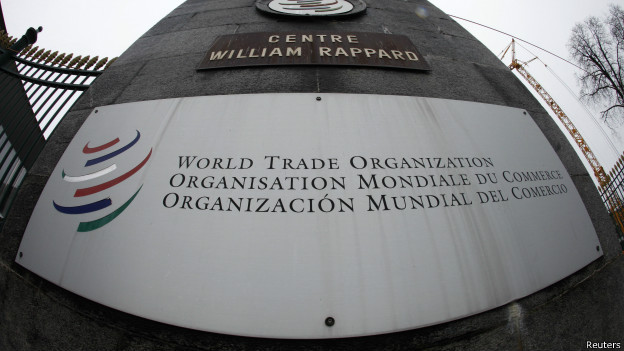 CENTRE
WILLIAM RAPPARD
WORLD TRADE ORGANIZATION
ORGANISATION MONDIALE DU COMMERCE
ORGANIZACIÓN MUNDIAL DEL COMERCIO
Reuters